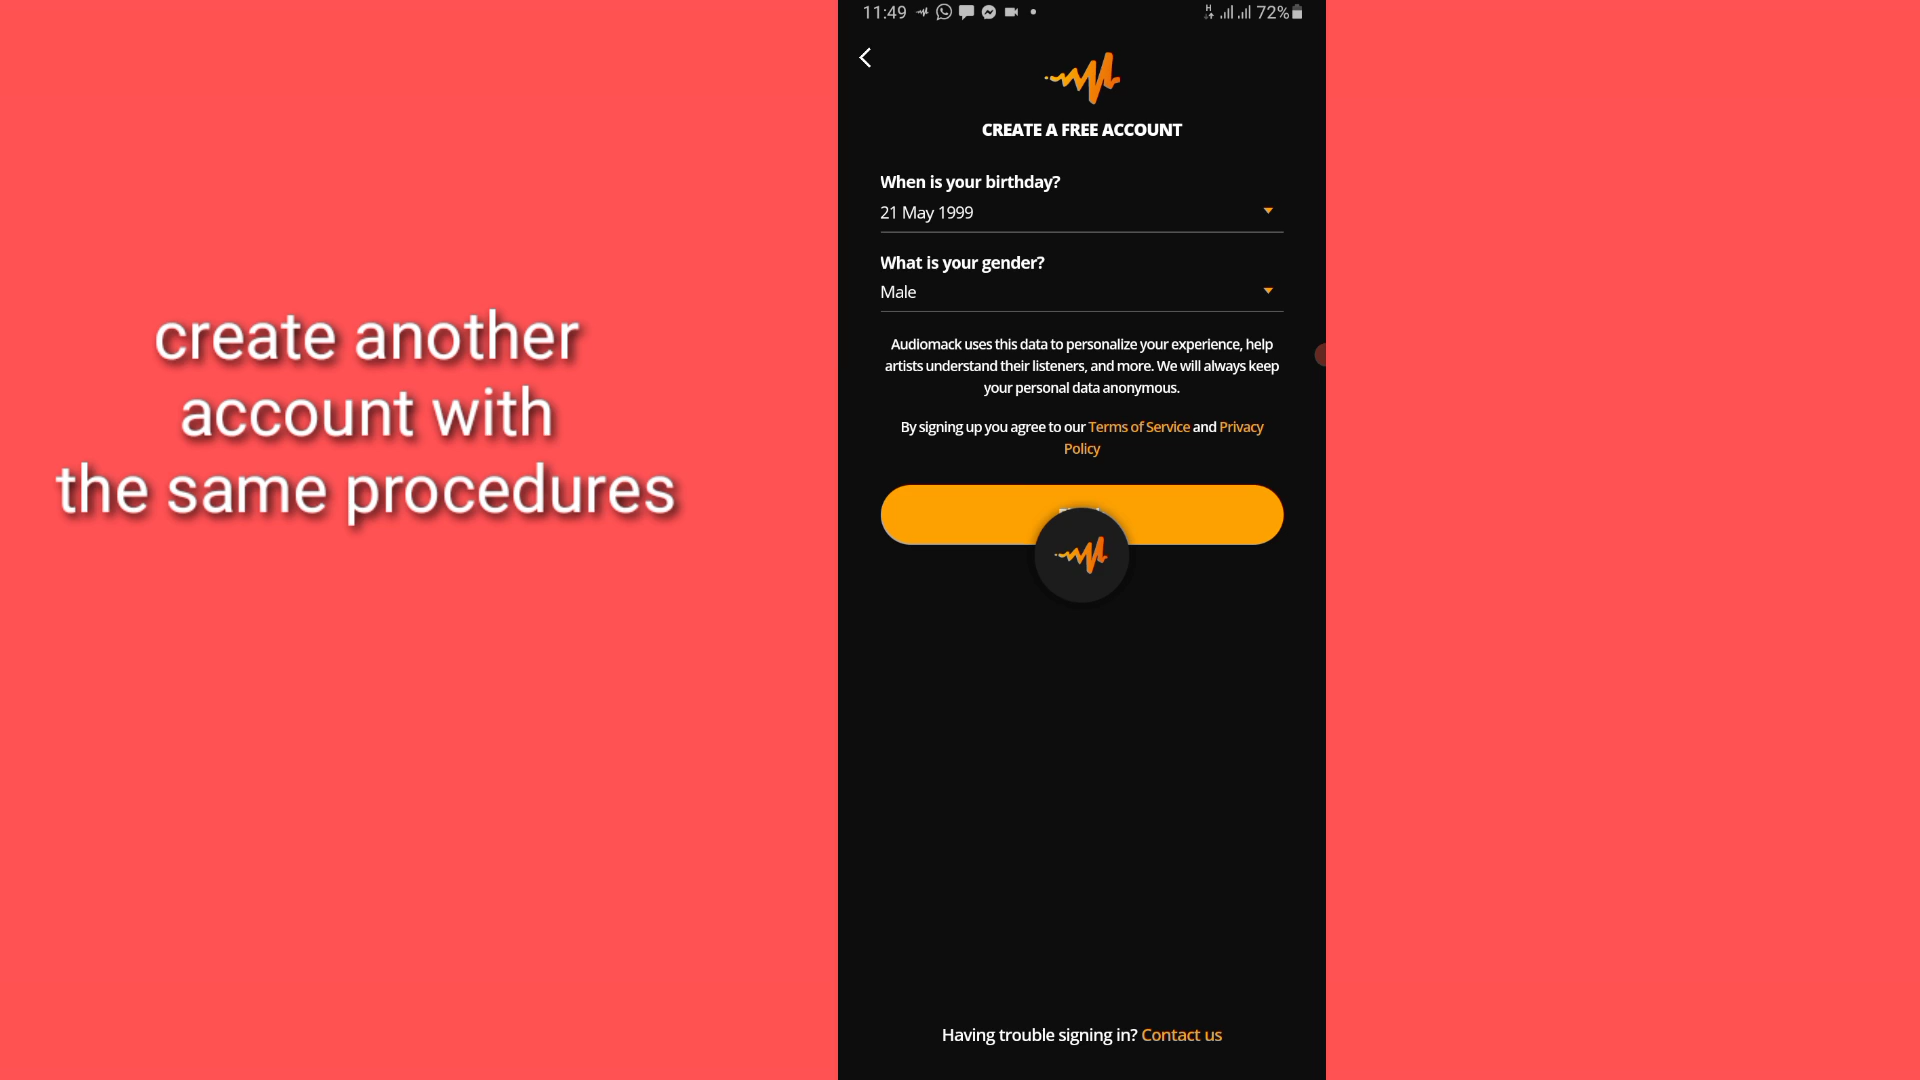 create another
account with
the same procedures
11:49
72%
CREATE A FREE ACCOUNT
When is your birthday?
21 May 1999
What is your gender?
Male
Audiomack uses this data to personalize your experience, help
artists understand their listeners, and more. We will always keep
your personal data anonymous.
By signing up you agree to our Terms of Service and Privacy
Policy
Having trouble signing in? Contact us